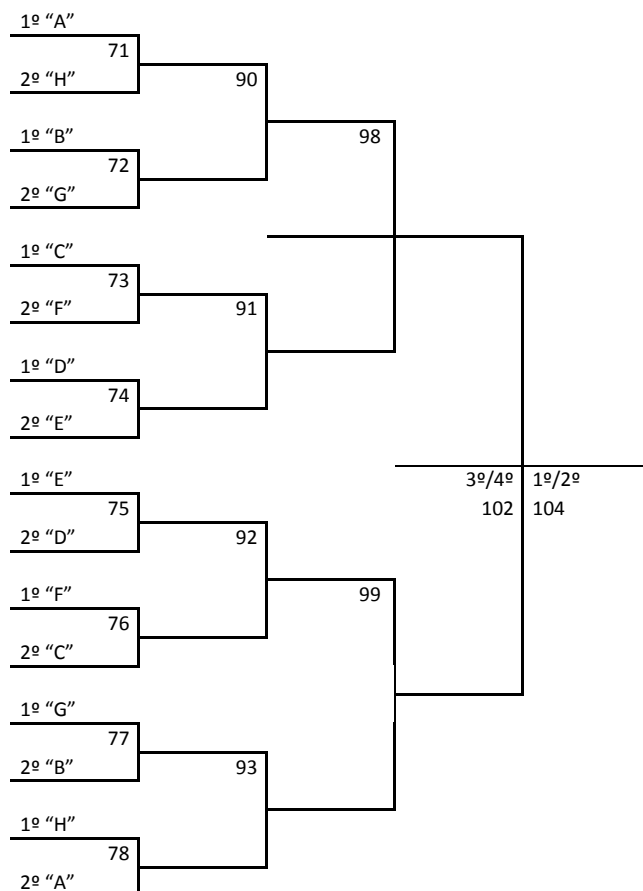 1º “A”
71
2º “H”
90
1º “B”
98
72
2º “G”
1º “C”
73
2º “F”
91
1º “D”
74
2º “E”
3º/4º 1º/2º
1º “E”
75
102 104
2º “D”
92
1º “F”
99
76
2º “C”
1º “G”
77
2º “B”
93
1º “H”
78
2º “A”